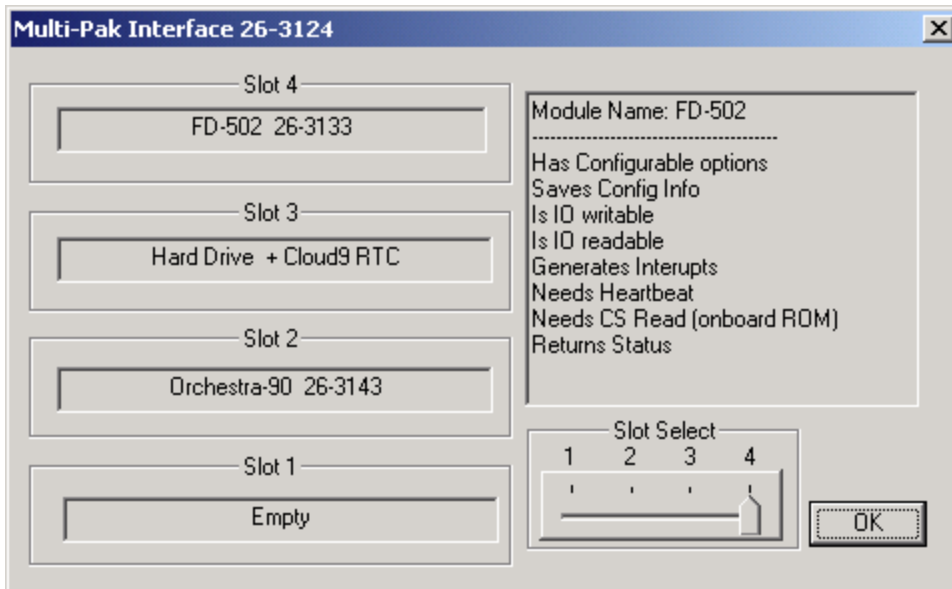 Multi-Pak Interface 26-3124
Slot 4
FD-502 26-3133
Slot 3
Hard Drive + Cloud9 RTC
Slot 2
Orchestra-90 26-3143
Slot 1
Empty
Module Name: FD-502
-----------------------------------------
Has Configurable options
Saves Config Info
Is IO writable
Is IO readable
Generates Interupts
Needs Heartbeat
Needs CS Read (onboard ROM)
Returns Status
Slot Select
1 2 3 4
OK